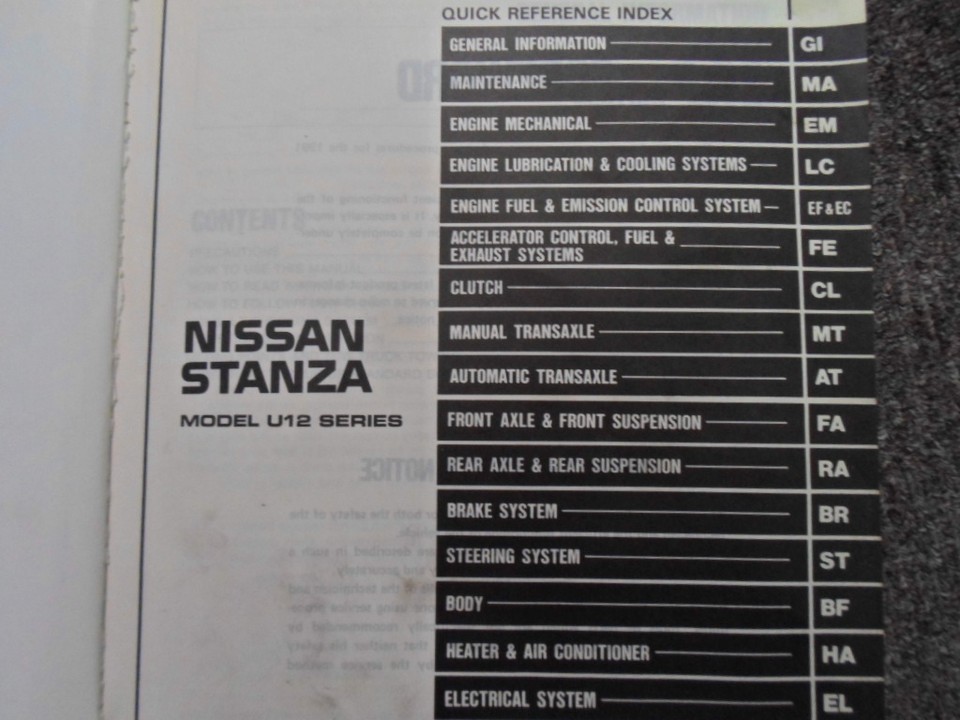 QUICK REFERENCE INDEX
GENERAL INFORMATION GI
MAINTENANCE MA
ENGINE MECHANICAL EM
ENGINE LUBRICATION & COOLING SYSTEMS LC
ENGINE FUEL & EMISSION CONTROL SYSTEM EF & EC
ACCELERATOR CONTROL, FUEL &
EXHAUST SYSTEMS FE
CLUTCH CL
MANUAL TRANSAXLE MT
AUTOMATIC TRANSAXLE AT
FRONT AXLE & FRONT SUSPENSION FA
REAR AXLE & REAR SUSPENSION RA
BRAKE SYSTEM BR
STEERING SYSTEM ST
BODY BF
HEATER & AIR CONDITIONER HA
ELECTRICAL SYSTEM EL
NISSAN
STANZA
MODEL U12 SERIES
CONTENTS
NOTICE